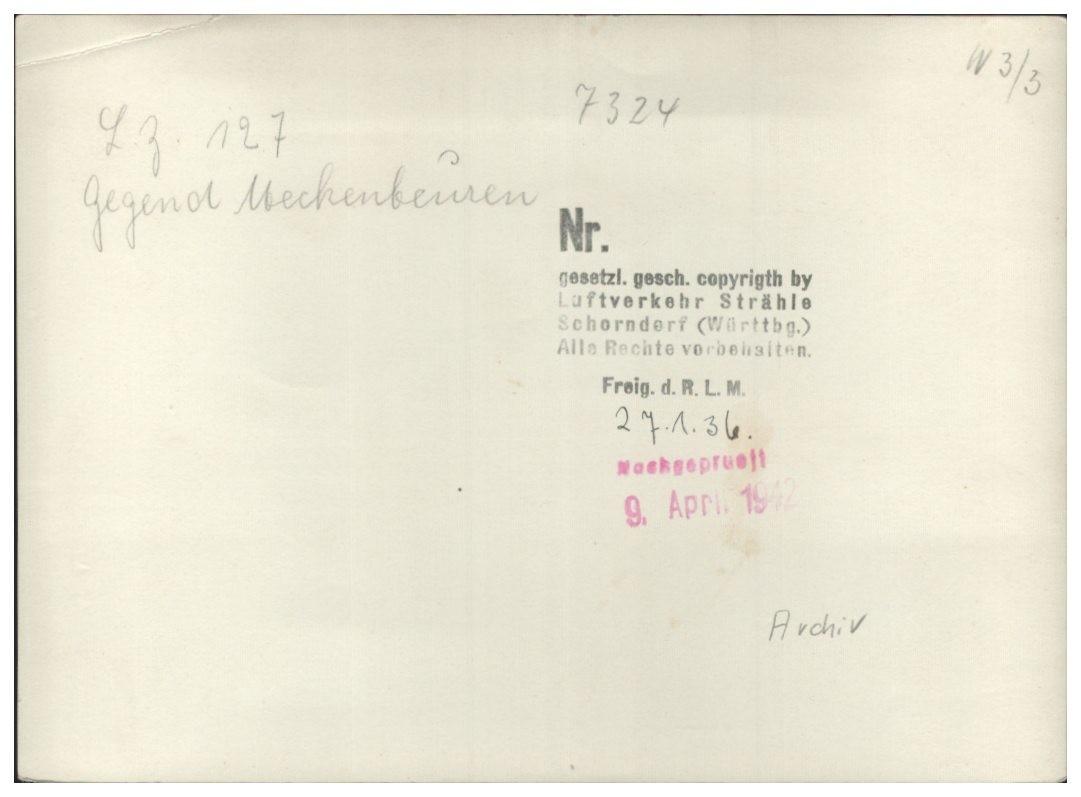 W 3/3
7324
L.Z. 127
Gegend Meckenbeuren
Nr.
gesetzl. gesch. copyrigth by
Luftverkehr Strähle
Schorndorf (Württbg.)
Alle Rechte vorbehalten.
Freig. d. R. L. M.
27.1.36.
Nachgeprueft
9. April 1942
Archiv